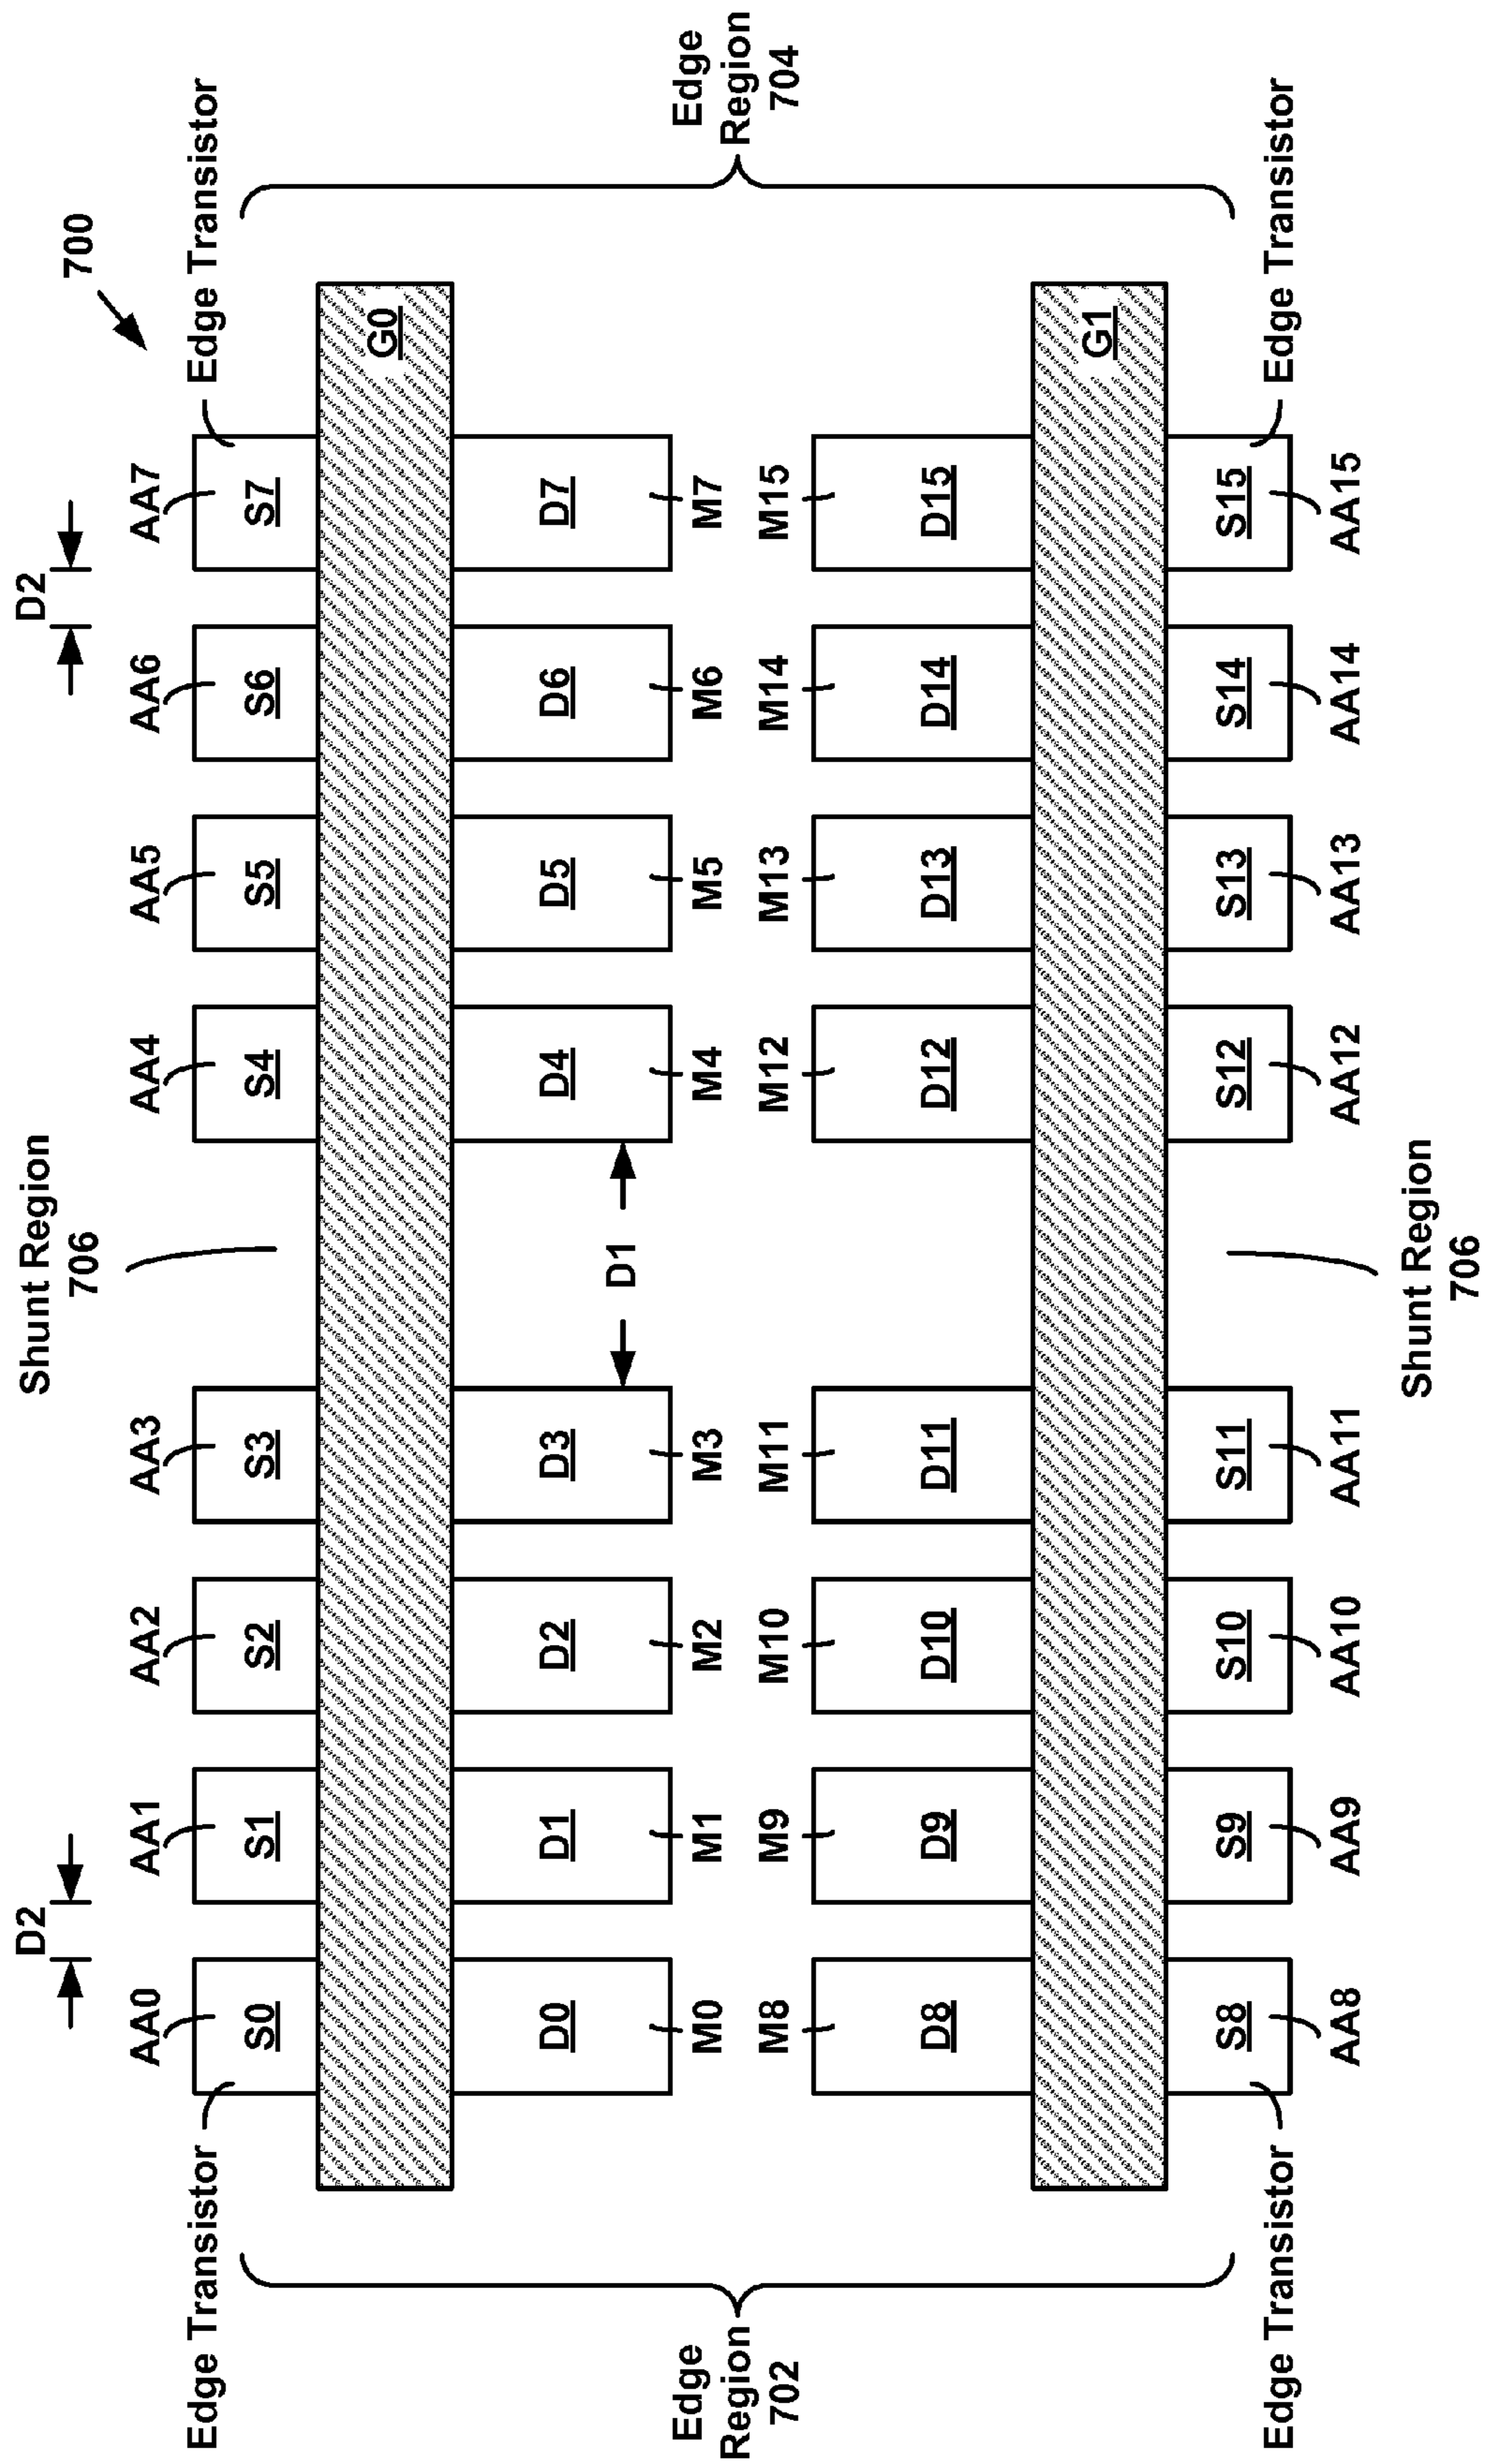 700
Shunt Region
706
D2
D2
AA0
AA1
AA2
AA3
AA4
AA5
AA6
AA7
Edge Transistor
Edge Transistor
S0
S1
S2
S3
S4
S5
S6
S7
G0
D0
D1
D2
D3
D4
D5
D6
D7
D1
M0
M1
M2
M3
M4
M5
M6
M7
Edge
Region
702
Edge
Region
704
M8
M9
M10
M11
M12
M13
M14
M15
D8
D9
D10
D11
D12
D13
D14
D15
G1
S8
S9
S10
S11
S12
S13
S14
S15
Edge Transistor
Edge Transistor
AA8
AA9
AA10
AA11
AA12
AA13
AA14
AA15
Shunt Region
706